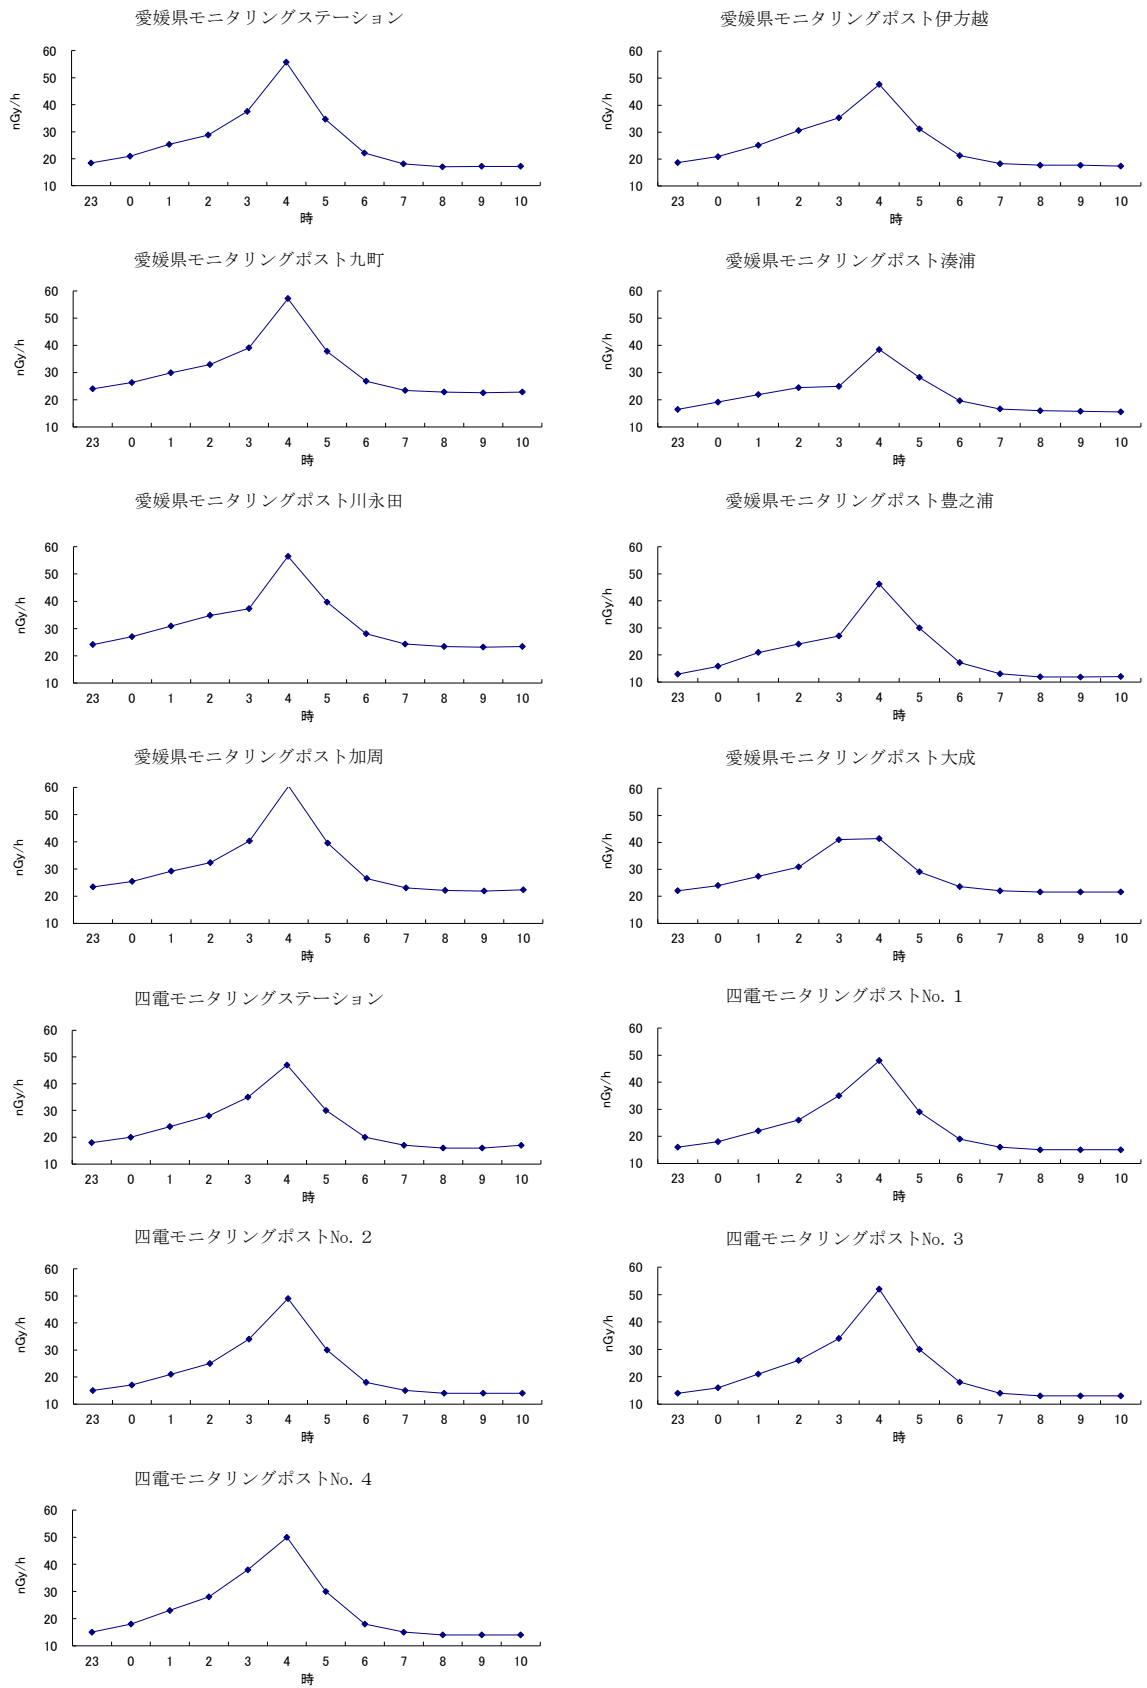 愛媛県モニタリングステーション
60
50
40
30
20
10
nGy/h
23 0 1 2 3 4 5 6 7 8 9 10
時
愛媛県モニタリングポスト伊方越
60
50
40
30
20
10
nGy/h
23 0 1 2 3 4 5 6 7 8 9 10
時
愛媛県モニタリングポスト九町
60
50
40
30
20
10
nGy/h
23 0 1 2 3 4 5 6 7 8 9 10
時
愛媛県モニタリングポスト湊浦
60
50
40
30
20
10
nGy/h
23 0 1 2 3 4 5 6 7 8 9 10
時
愛媛県モニタリングポスト川永田
60
50
40
30
20
10
nGy/h
23 0 1 2 3 4 5 6 7 8 9 10
時
愛媛県モニタリングポスト豊之浦
60
50
40
30
20
10
nGy/h
23 0 1 2 3 4 5 6 7 8 9 10
時
愛媛県モニタリングポスト加周
60
50
40
30
20
10
nGy/h
23 0 1 2 3 4 5 6 7 8 9 10
時
愛媛県モニタリングポスト大成
60
50
40
30
20
10
nGy/h
23 0 1 2 3 4 5 6 7 8 9 10
時
四電モニタリングステーション
60
50
40
30
20
10
nGy/h
23 0 1 2 3 4 5 6 7 8 9 10
時
四電モニタリングポストNo.１
60
50
40
30
20
10
nGy/h
23 0 1 2 3 4 5 6 7 8 9 10
時
四電モニタリングポストNo.２
60
50
40
30
20
10
nGy/h
23 0 1 2 3 4 5 6 7 8 9 10
時
四電モニタリングポストNo.３
60
50
40
30
20
10
nGy/h
23 0 1 2 3 4 5 6 7 8 9 10
時
四電モニタリングポストNo.４
60
50
40
30
20
10
nGy/h
23 0 1 2 3 4 5 6 7 8 9 10
時